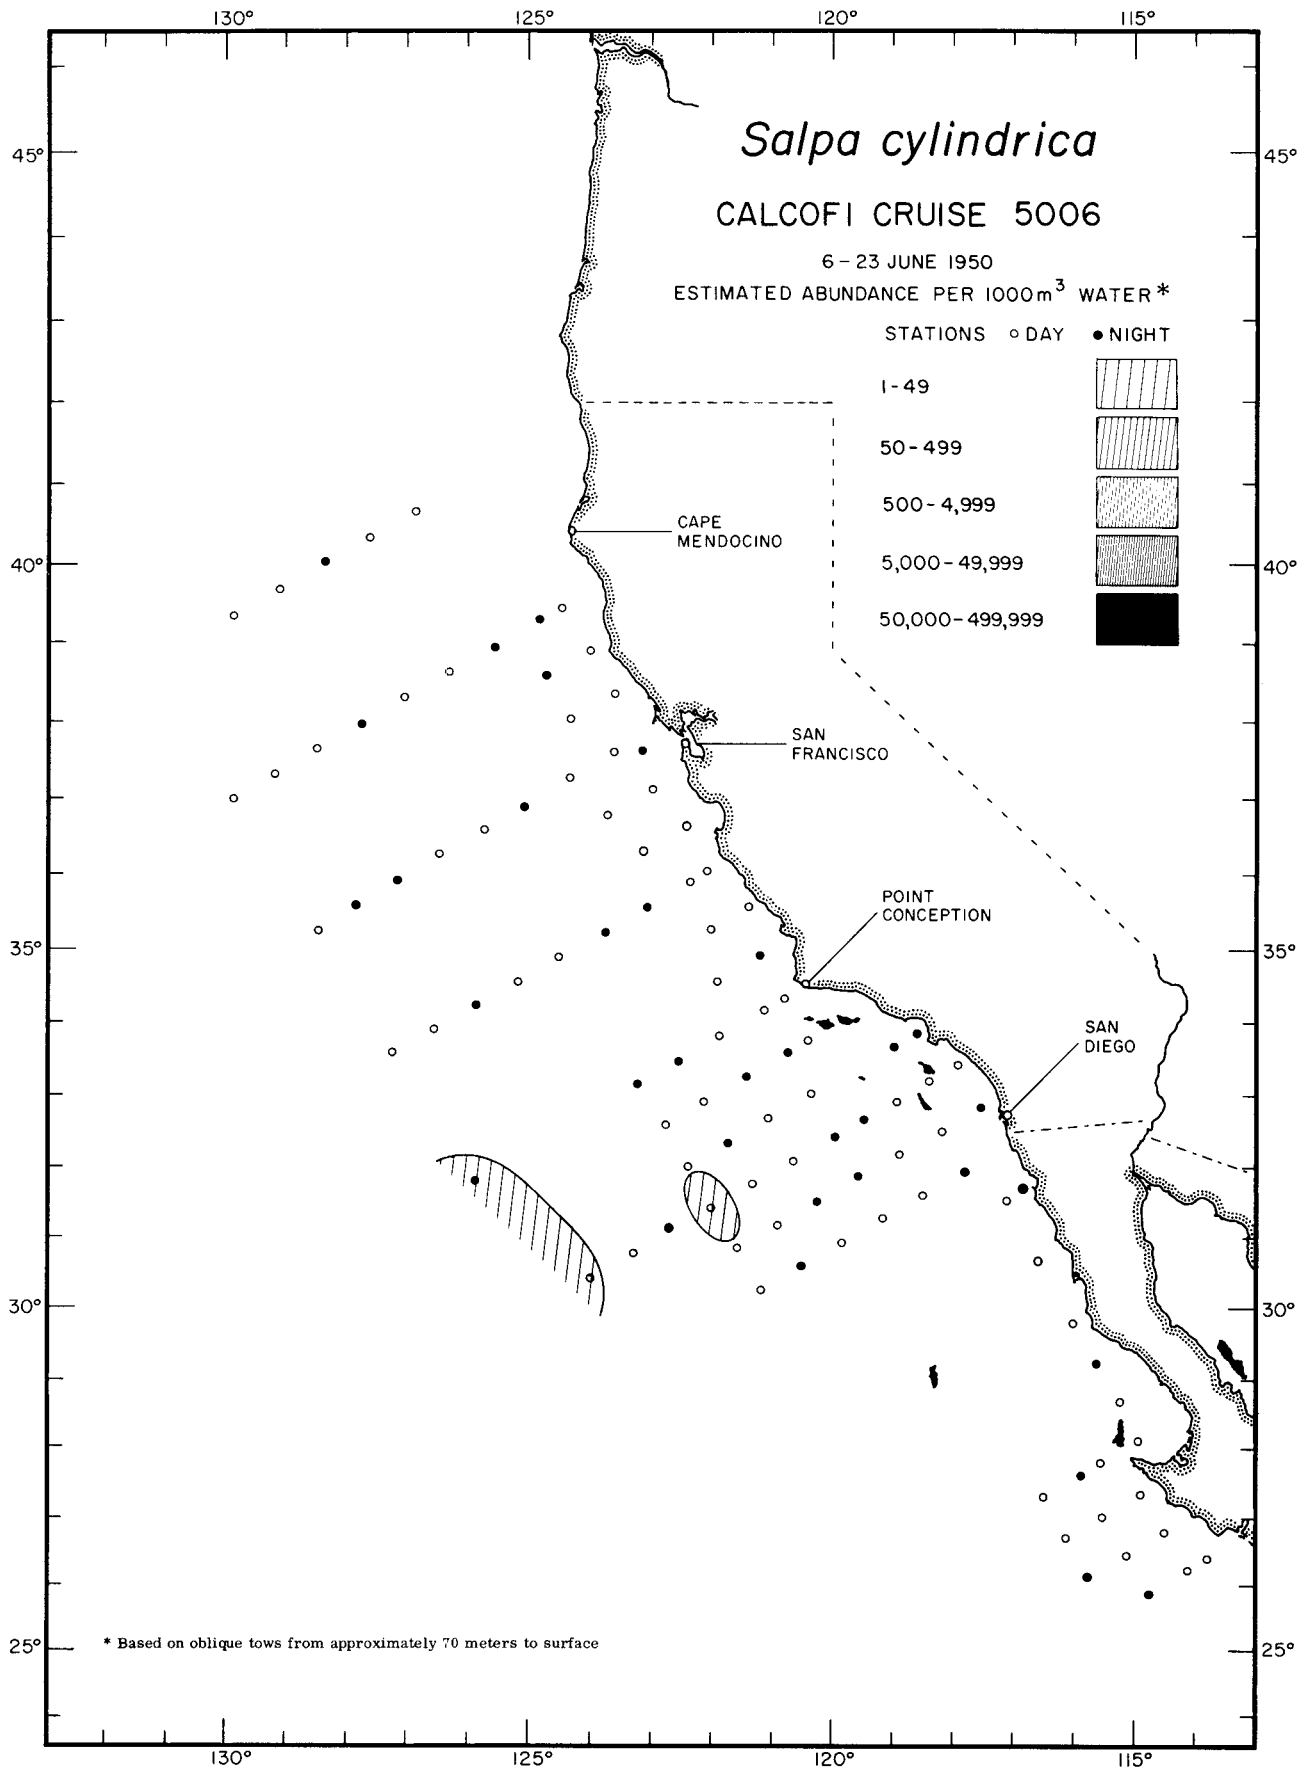 130° 125° 120° 115°
Salpa cylindrica
45° 45°
CALCOFI CRUISE 5006
6-23 JUNE 1950
ESTIMATED ABUNDANCE PER 1000m³ WATER*
STATIONS ○ DAY ● NIGHT
1-49
50-499
500-4,999
CAPE
MENDOCINO
40° 5,000-49,999 40°
50,000-499,999
SAN
FRANCISCO
POINT
CONCEPTION
35° 35°
SAN
DIEGO
30° 30°
25° * Based on oblique tows from approximately 70 meters to surface 25°
130° 125° 120° 115°